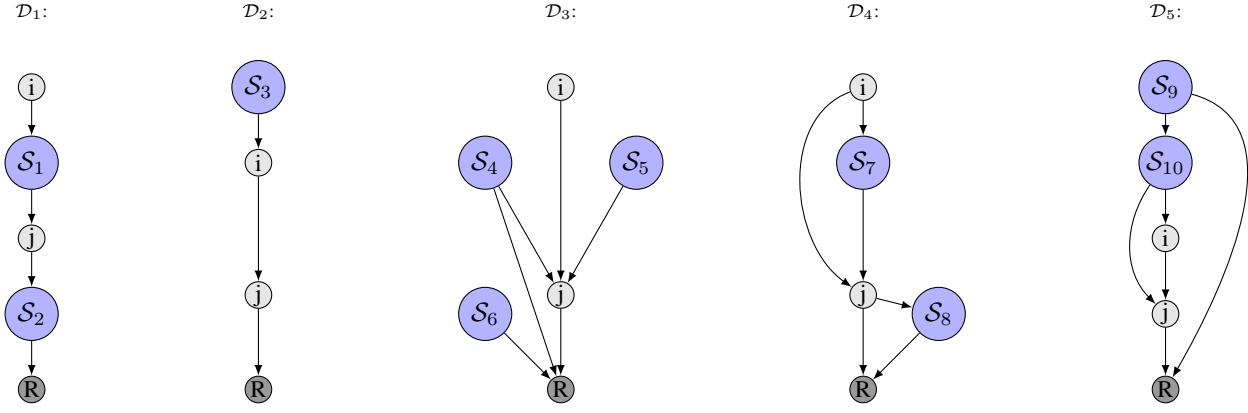 𝒟₁: 𝒟₂: 𝒟₃: 𝒟₄: 𝒟₅:
i 𝒮₃ i i 𝒮₉
𝒮₁ i 𝒮₄ 𝒮₅ 𝒮₇ 𝒮₁₀
j i
j j j
𝒮₂ 𝒮₆ 𝒮₈ j
R R R R R